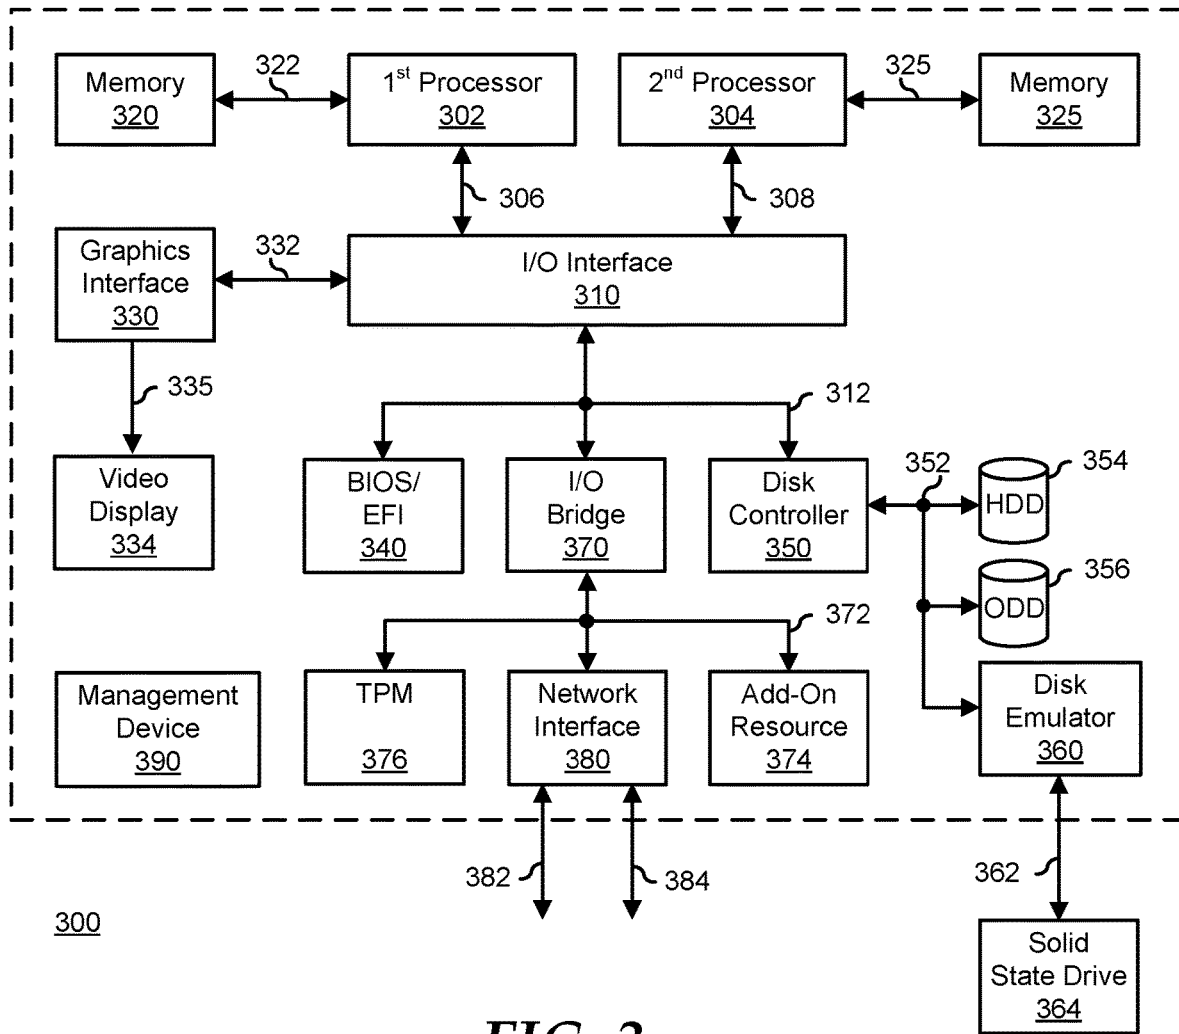 Memory
320
322
1st Processor
302
2nd Processor
304
325
Memory
325
306
308
Graphics
Interface
330
332
I/O Interface
310
335
312
Video
Display
334
BIOS/
EFI
340
I/O
Bridge
370
Disk
Controller
350
352
HDD
354
ODD
356
372
Management
Device
390
TPM
376
Network
Interface
380
Add-On
Resource
374
Disk
Emulator
360
382
384
362
300
Solid
State Drive
364